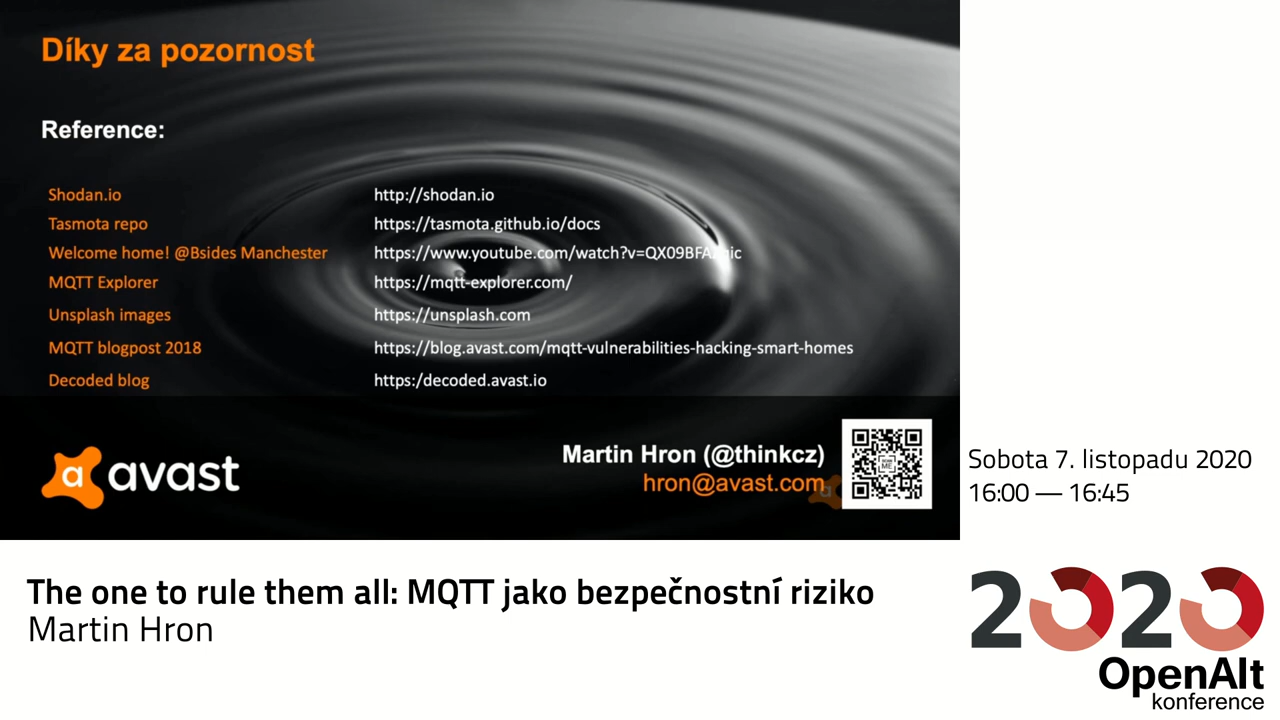 Díky za pozornost
Reference:
Shodan.io http://shodan.io
Tasmota repo https://tasmota.github.io/docs
Welcome home! @Bsides Manchester
MQTT Explorer https://mqtt-explorer.com/
Unsplash images https://unsplash.com
MQTT blogpost 2018 https://blog.avast.com/mqtt-vulnerabilities-hacking-smart-homes
Decoded blog https:/decoded.avast.io
avast
Martin Hron (@thinkcz)
hron@avast.com
Sobota 7. listopadu 2020
16:00 — 16:45
The one to rule them all: MQTT jako bezpečnostní riziko
Martin Hron
2020
OpenAlt
konference